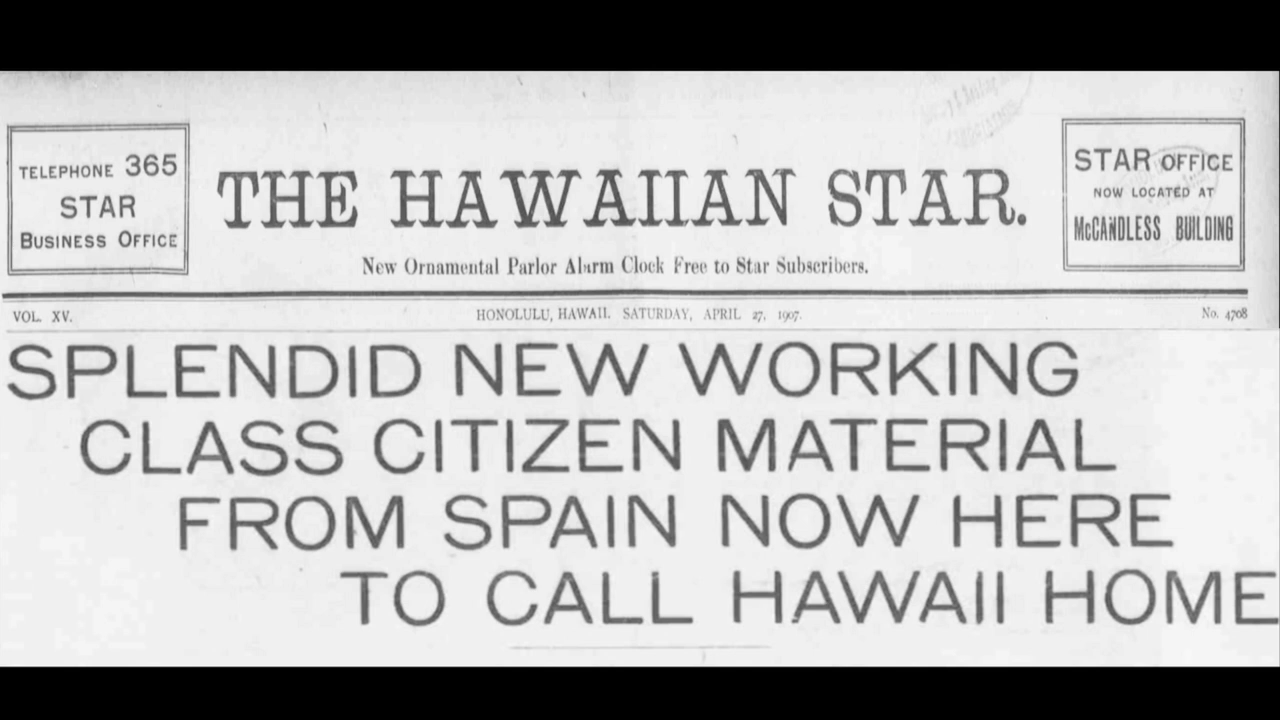 TELEPHONE 365
STAR
BUSINESS OFFICE
THE HAWAIIAN STAR.
New Ornamental Parlor Alarm Clock Free to Star Subscribers.
STAR OFFICE
NOW LOCATED AT
McCANDLESS BUILDING
VOL. XV.
HONOLULU, HAWAII. SATURDAY, APRIL 27, 1907.
No. 4708
SPLENDID NEW WORKING
CLASS CITIZEN MATERIAL
FROM SPAIN NOW HERE
TO CALL HAWAII HOME